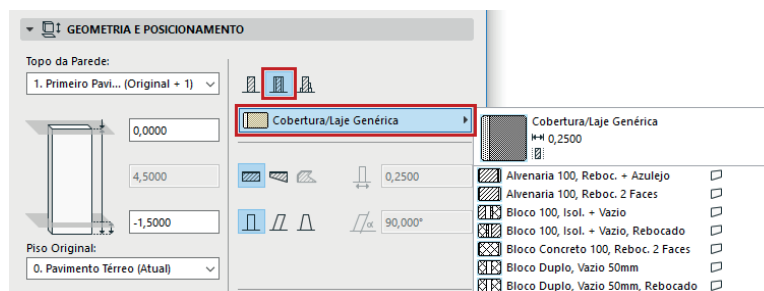 GEOMETRIA E POSICIONAMENTO
Topo da Parede:
1. Primeiro Pavi... (Original + 1)
0,0000
4,5000
-1,5000
Piso Original:
0. Pavimento Térreo (Atual)
Cobertura/Laje Genérica
0,2500
α 90,000°
Cobertura/Laje Genérica
0,2500
Alvenaria 100, Reboc. + Azulejo
Alvenaria 100, Reboc. 2 Faces
Bloco 100, Isol. + Vazio
Bloco 100, Isol. + Vazio, Rebocado
Bloco Concreto 100, Reboc. 2 Faces
Bloco Duplo, Vazio 50mm
Bloco Duplo, Vazio 50mm, Rebocado